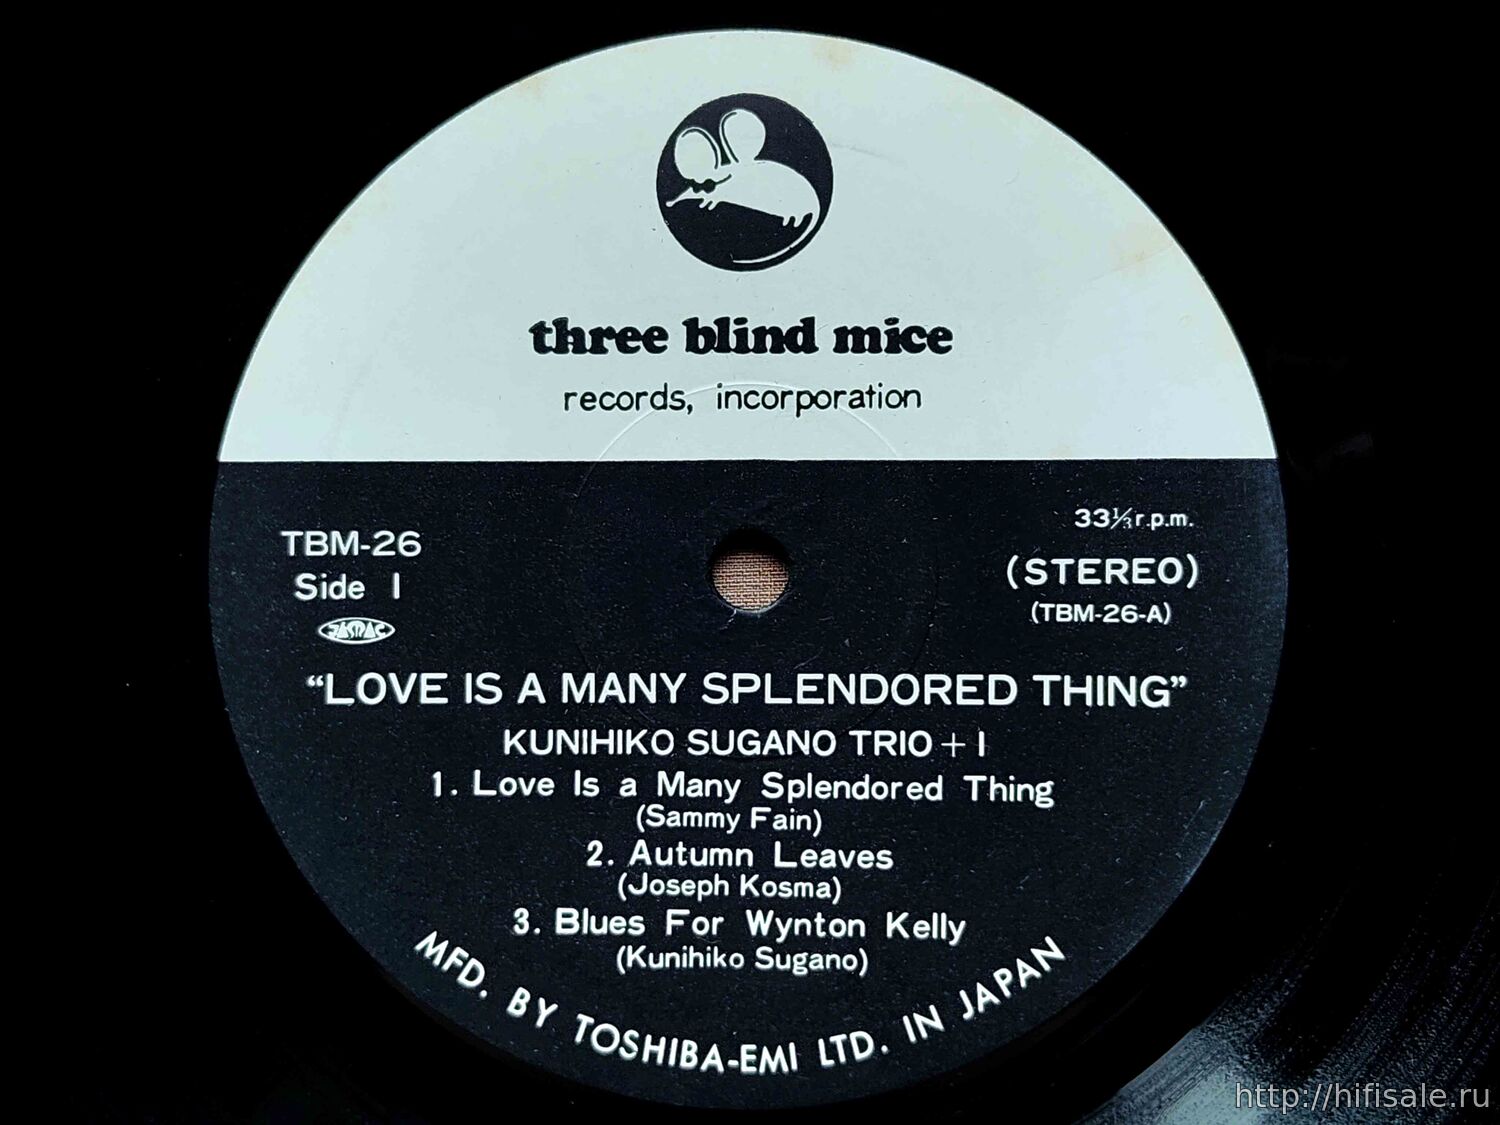 three blind mice
records, incorporation
33⅓ r.p.m.
TBM-26
(STEREO)
Side 1
(TBM-26-A)
JASRAC
“LOVE IS A MANY SPLENDORED THING”
KUNIHIKO SUGANO TRIO + 1
1. Love Is a Many Splendored Thing
(Sammy Fain)
2. Autumn Leaves
(Joseph Kosma)
3. Blues For Wynton Kelly
(Kunihiko Sugano)
MFD. BY TOSHIBA-EMI LTD. IN JAPAN
http://hifisale.ru